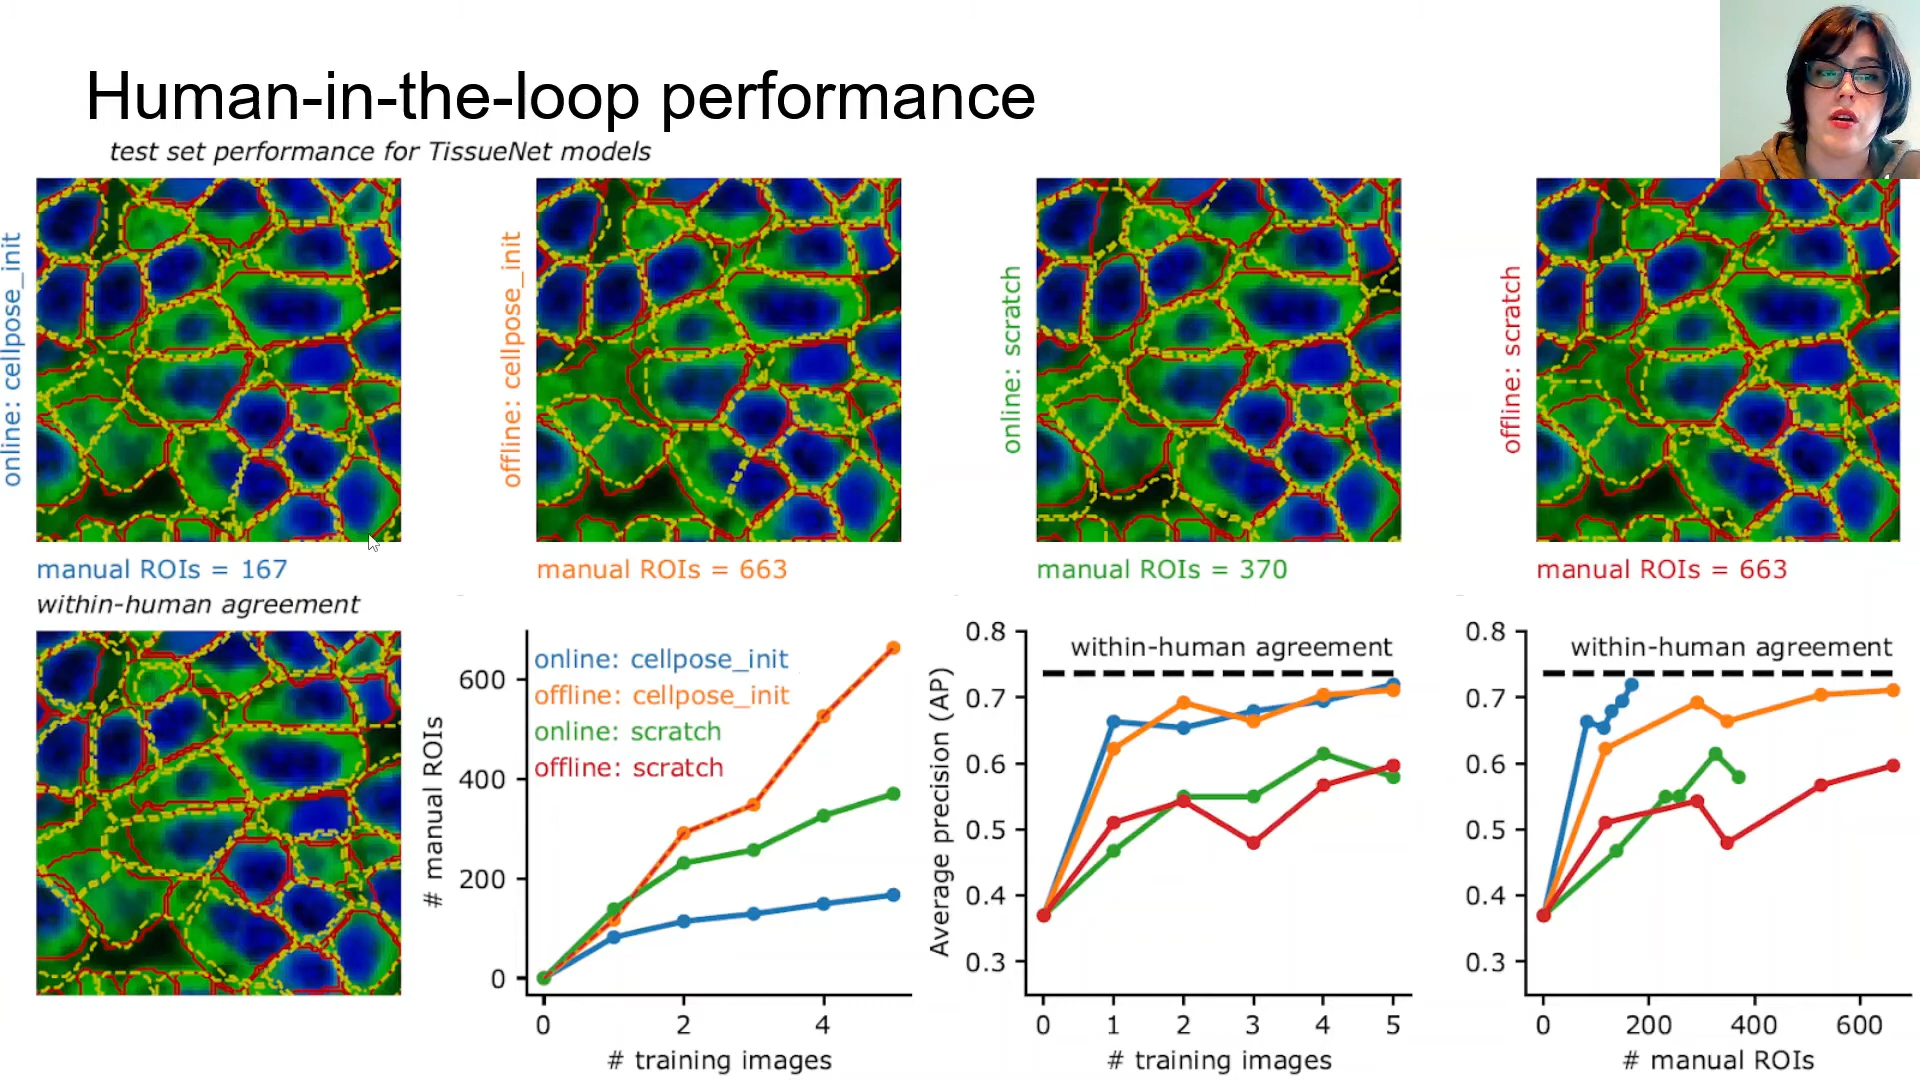 Human-in-the-loop performance
test set performance for TissueNet models
online: cellpose_init
offline: cellpose_init
online: scratch
offline: scratch
manual ROIs = 167
manual ROIs = 663
manual ROIs = 370
manual ROIs = 663
within-human agreement
# manual ROIs
600
400
200
0
online: cellpose_init
offline: cellpose_init
online: scratch
offline: scratch
0 2 4
# training images
Average precision (AP)
0.8
0.7
0.6
0.5
0.4
0.3
within-human agreement
0 1 2 3 4 5
# training images
0.8
0.7
0.6
0.5
0.4
0.3
within-human agreement
0 200 400 600
# manual ROIs